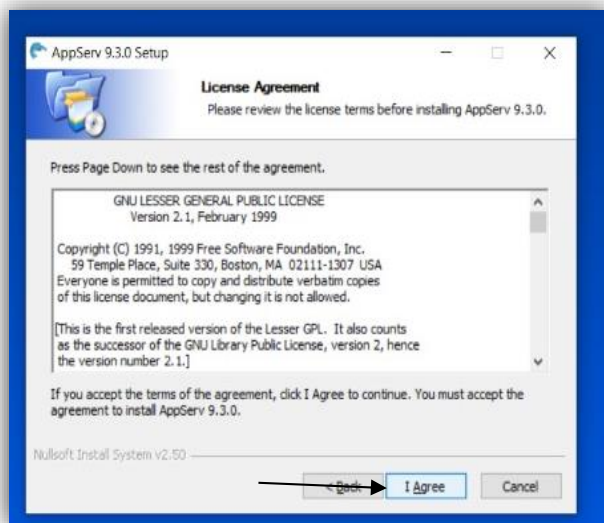 AppServ 9.3.0 Setup
License Agreement
Please review the license terms before installing AppServ 9.3.0.
Press Page Down to see the rest of the agreement.
GNU LESSER GENERAL PUBLIC LICENSE
Version 2.1, February 1999
Copyright (C) 1991, 1999 Free Software Foundation, Inc.
59 Temple Place, Suite 330, Boston, MA 02111-1307 USA
Everyone is permitted to copy and distribute verbatim copies
of this license document, but changing it is not allowed.
[This is the first released version of the Lesser GPL. It also counts
as the successor of the GNU Library Public License, version 2, hence
the version number 2.1.]
If you accept the terms of the agreement, click I Agree to continue. You must accept the
agreement to install AppServ 9.3.0.
Nullsoft Install System v2.50
< Back I Agree Cancel